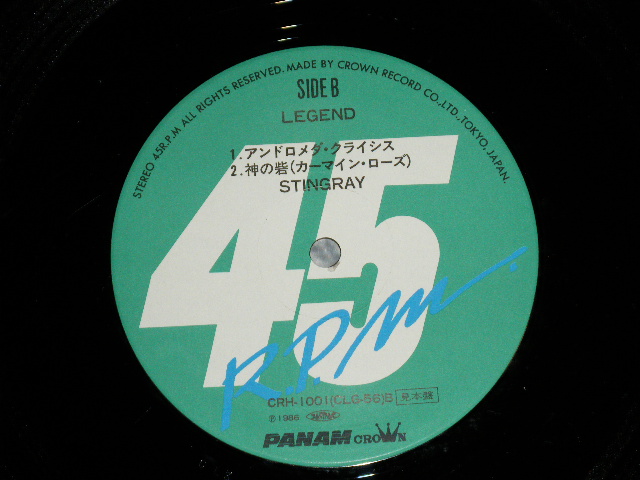 STEREO 45R.P.M ALL RIGHTS RESERVED. MADE BY CROWN RECORD CO., LTD., TOKYO, JAPAN.
SIDE B
LEGEND
1. アンドロメダ・クライシス
2. 神の砦(カーマイン・ローズ)
STINGRAY
45
R.P.M.
CRH-1001(CLG-56)B 見本盤
Ⓟ1986
PANAM CROWN